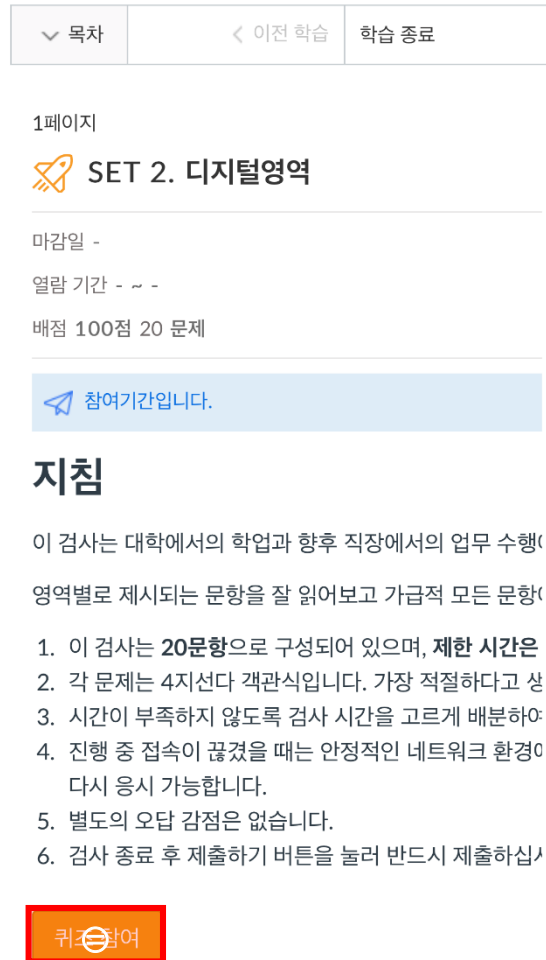 목차
이전 학습
학습 종료
1페이지
SET 2. 디지털영역
마감일 -
열람 기간 - ~ -
배점 100점 20 문제
참여기간입니다.
지침
이 검사는 대학에서의 학업과 향후 직장에서의 업무 수행
영역별로 제시되는 문항을 잘 읽어보고 가급적 모든 문항
1. 이 검사는 20문항으로 구성되어 있으며, 제한 시간은
2. 각 문제는 4지선다 객관식입니다. 가장 적절하다고 생
3. 시간이 부족하지 않도록 검사 시간을 고르게 배분하여
4. 진행 중 접속이 끊겼을 때는 안정적인 네트워크 환경에
다시 응시 가능합니다.
5. 별도의 오답 감점은 없습니다.
6. 검사 종료 후 제출하기 버튼을 눌러 반드시 제출하십시
퀴즈 참여